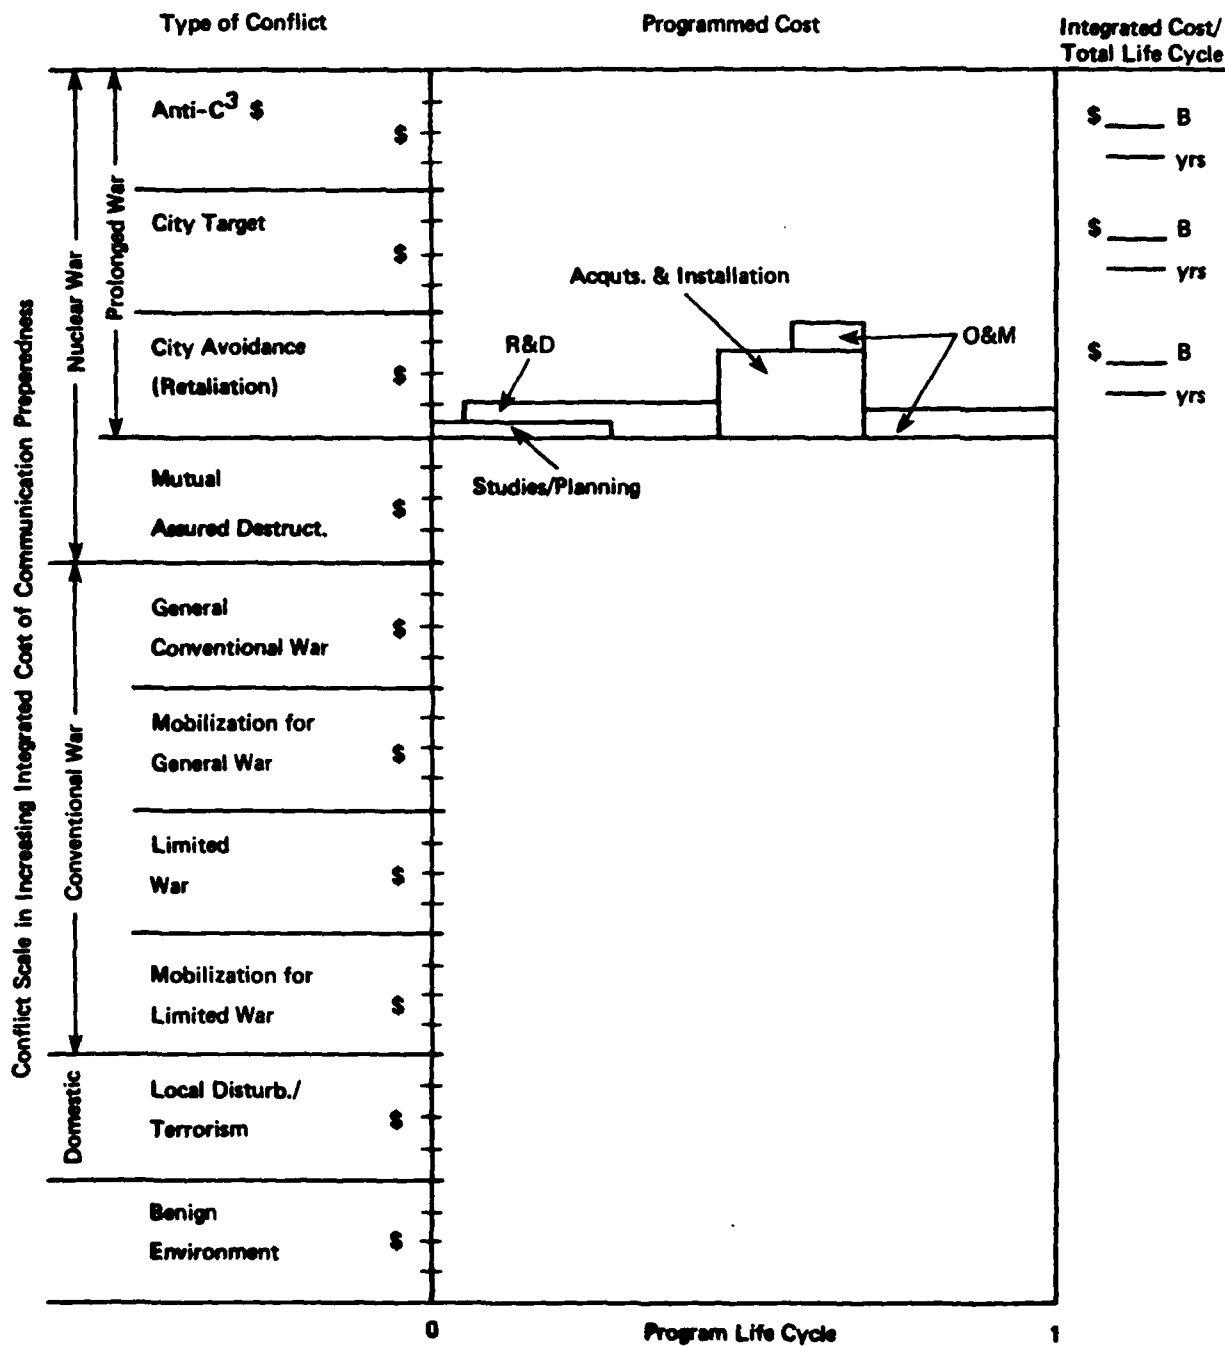 Type of Conflict
Programmed Cost
Integrated Cost/
Total Life Cycle
Conflict Scale in Increasing Integrated Cost of Communication Preparedness
Nuclear War
Prolonged War
Anti-C³ $
$
$ ____ B
____ yrs
City Target
$
$ ____ B
____ yrs
City Avoidance
(Retaliation)
$
Acquts. & Installation
R&D
O&M
Studies/Planning
$ ____ B
____ yrs
Mutual
Assured Destruct.
$
Conventional War
General
Conventional War
$
Mobilization for
General War
$
Limited
War
$
Mobilization for
Limited War
$
Domestic
Local Disturb./
Terrorism
$
Benign
Environment
$
0
Program Life Cycle
1